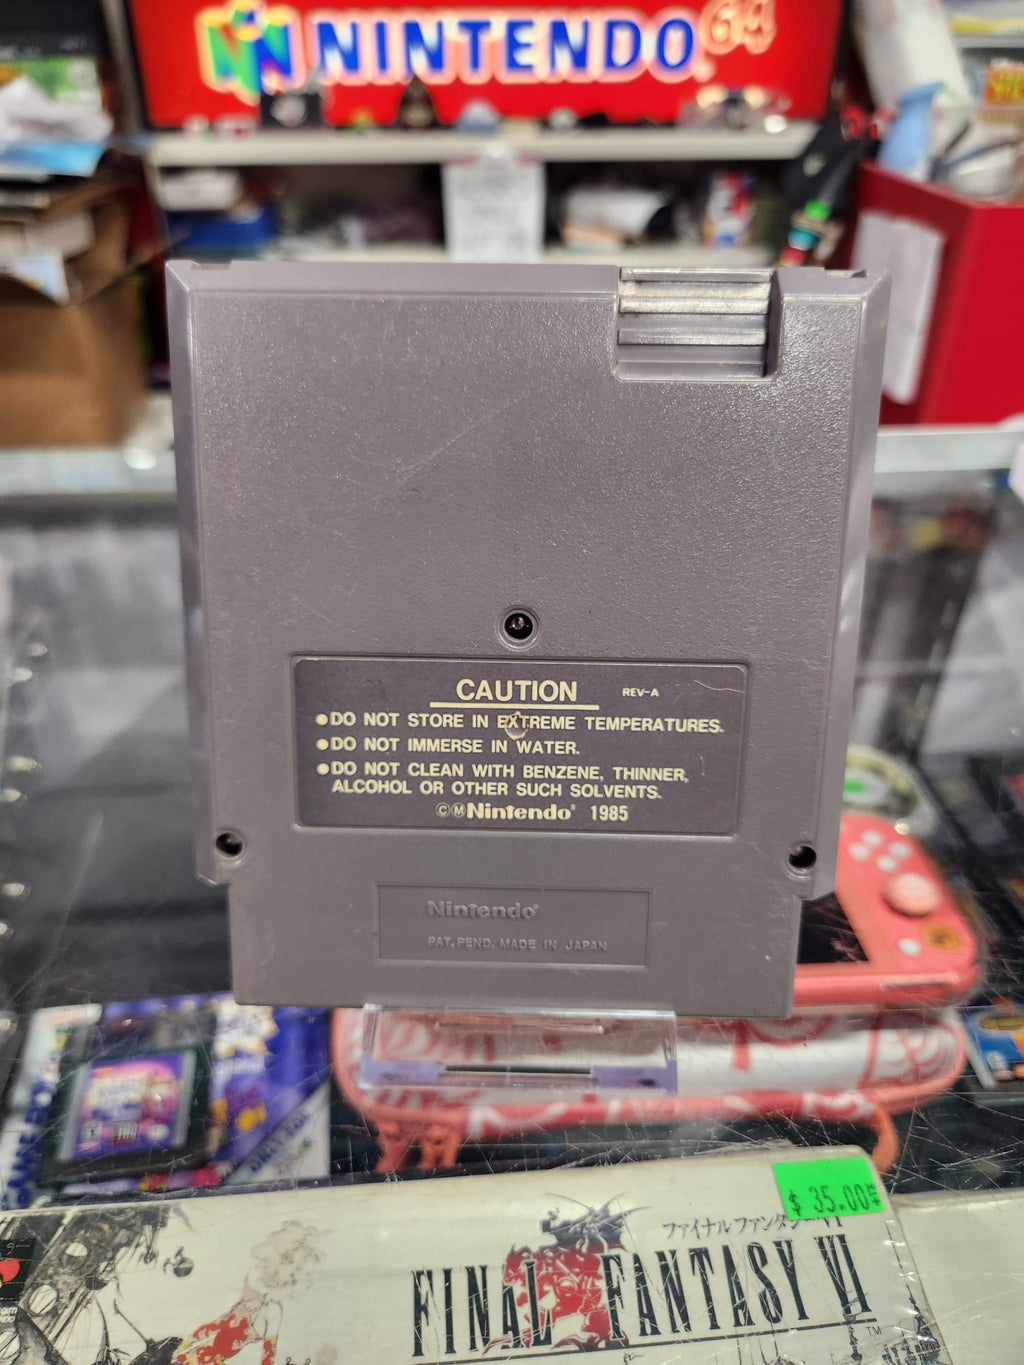 NINTENDO 64
CAUTION REV-A
●DO NOT STORE IN EXTREME TEMPERATURES.
●DO NOT IMMERSE IN WATER.
●DO NOT CLEAN WITH BENZENE, THINNER,
ALCOHOL OR OTHER SUCH SOLVENTS.
©Ⓜ Nintendo® 1985
Nintendo®
PAT. PEND. MADE IN JAPAN
$ 35.00
ファイナルファンタジーVI
FINAL FANTASY VI
TM